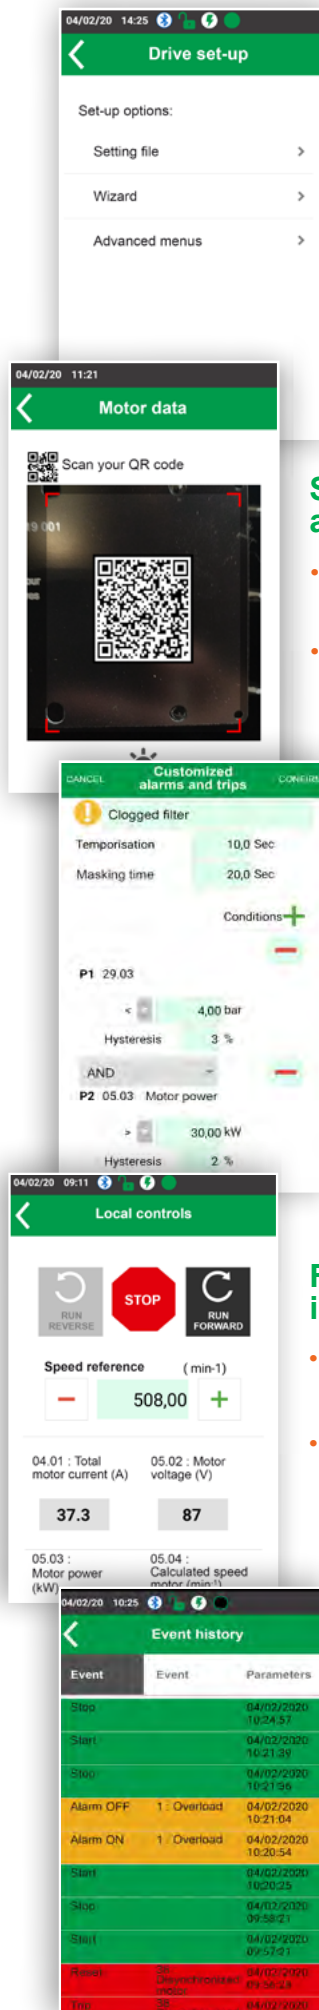 04/02/20 14:25
Drive set-up
Set-up options:
Setting file
Wizard
Advanced menus
04/02/20 11:21
Motor data
Scan your QR code
19 001
our
es
S
a
CANCEL
Customized
alarms and trips
Clogged filter
Temporisation 10,0 Sec
Masking time 20,0 Sec
Conditions
P1 29.03
< 4,00 bar
Hysteresis 3 %
AND
P2 05.03 Motor power
> 30,00 kW
Hysteresis 2 %
04/02/20 09:11
Local controls
RUN
REVERSE
STOP
RUN
FORWARD
Speed reference (min-1)
508,00
04.01 : Total
motor current (A)
05.02 : Motor
voltage (V)
37.3 87
05.03 :
Motor power
(kW)
05.04 :
Calculated speed
motor (min-1)
F
i
04/02/20 10:25
Event history
Event Event Parameters
Stop 04/02/2020
10:24:57
Start 04/02/2020
10:21:39
Stop 04/02/2020
10:21:36
Alarm OFF 1 : Overload 04/02/2020
10:21:04
Alarm ON 1 : Overload 04/02/2020
10:20:54
Start 04/02/2020
10:20:25
Stop 04/02/2020
09:58:21
Start 04/02/2020
09:57:21
Reset 04/02/2020
Trip 04/02/2020